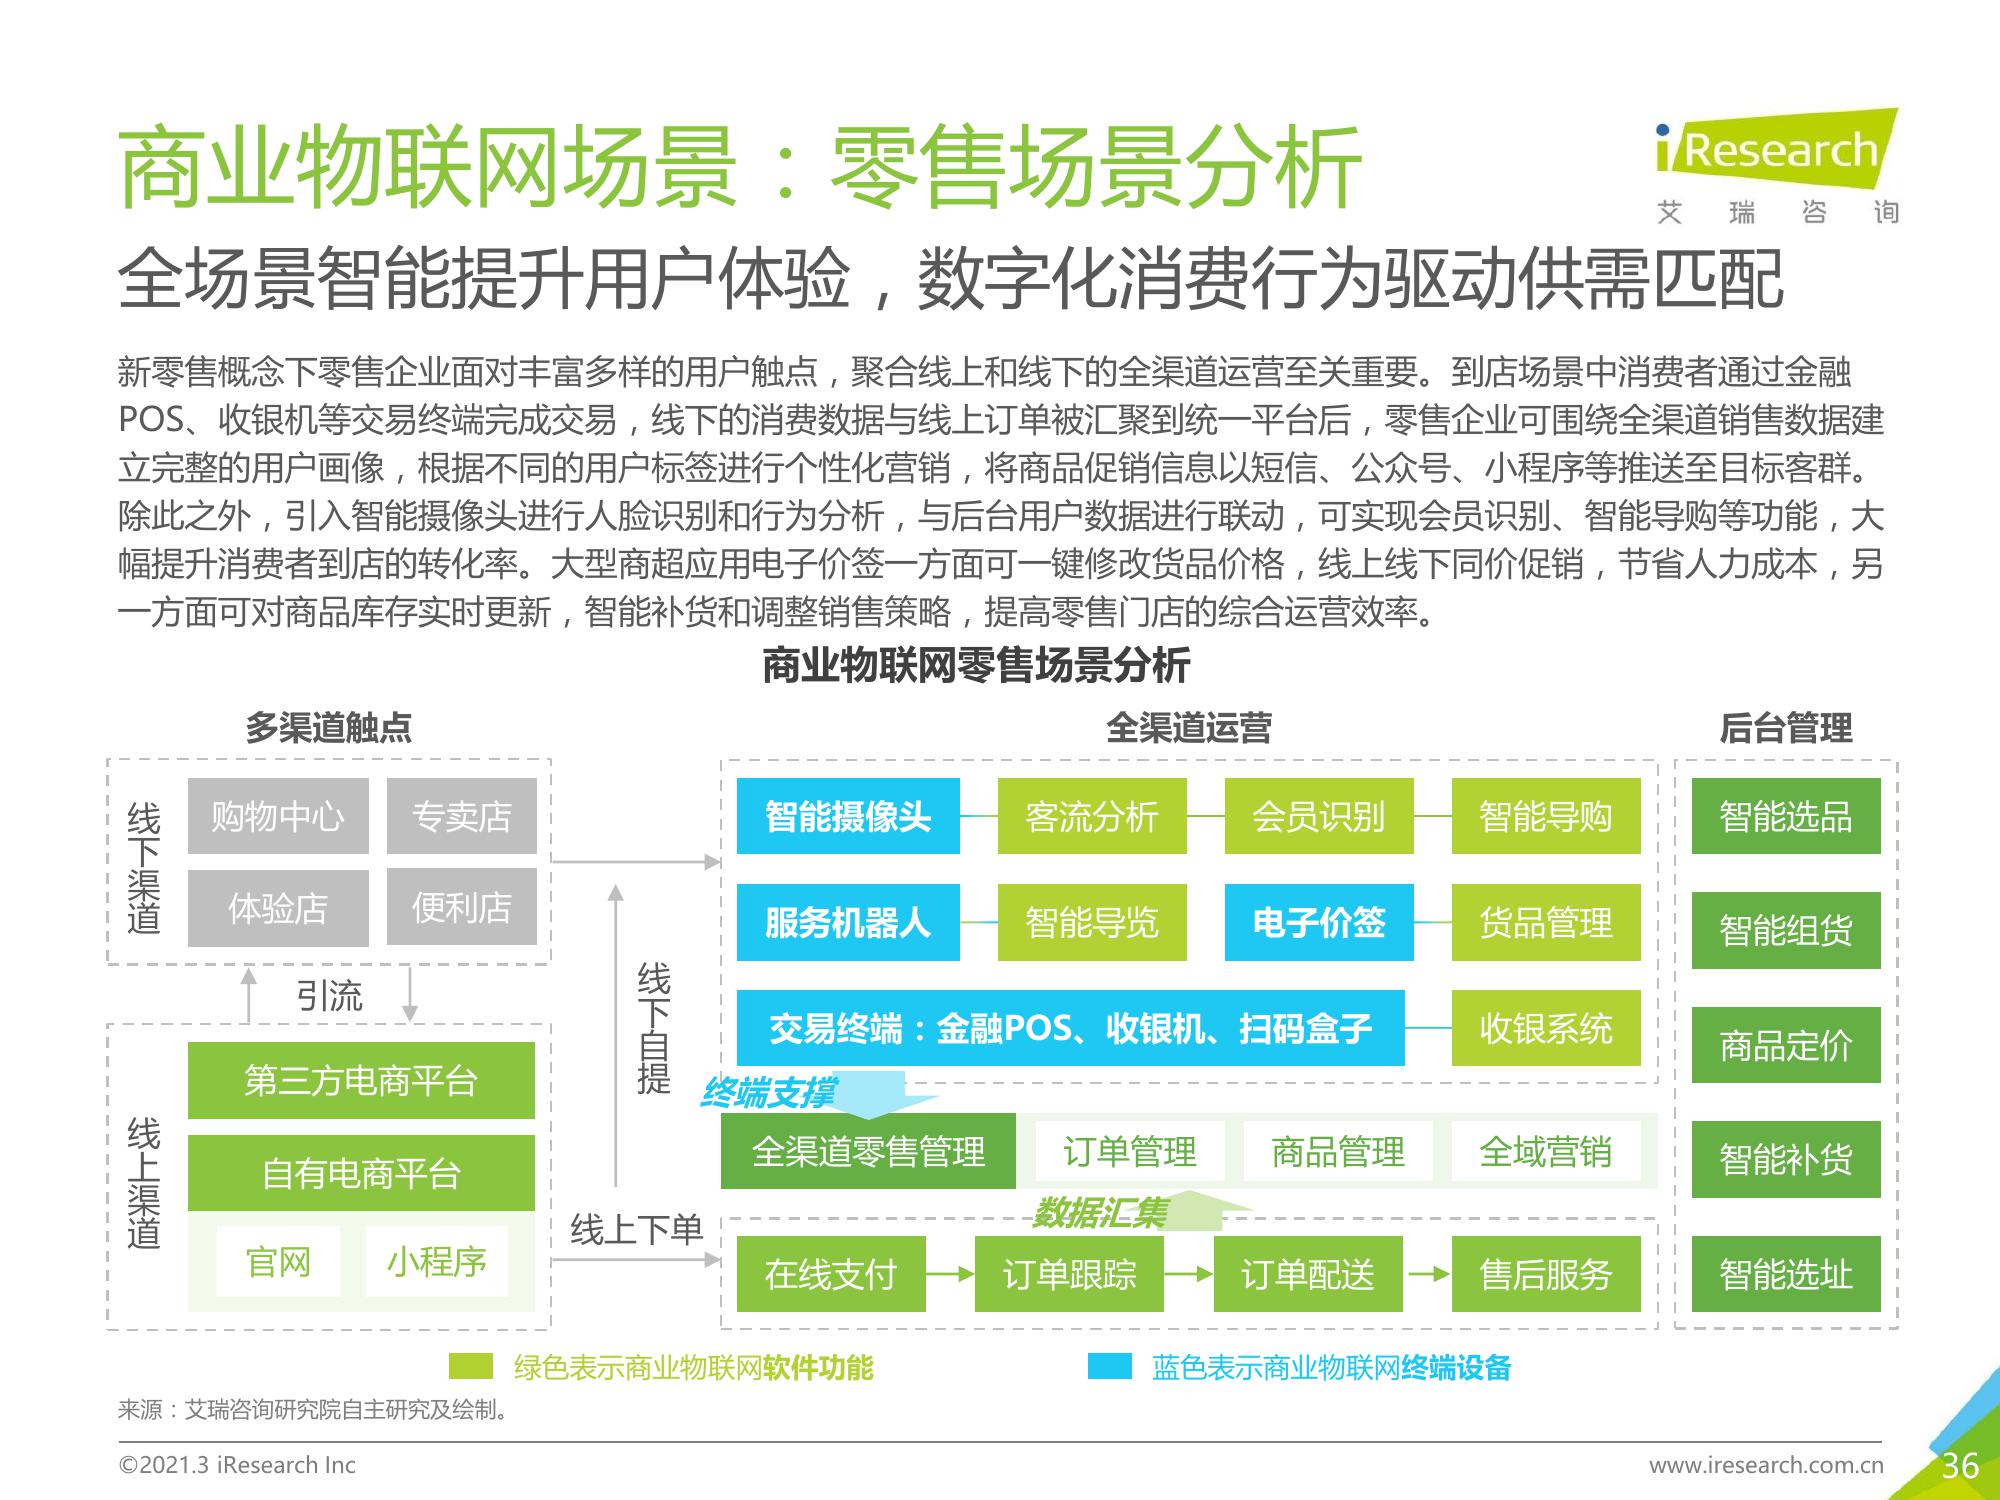 商业物联网场景：零售场景分析
iResearch
艾瑞咨询
全场景智能提升用户体验，数字化消费行为驱动供需匹配
新零售概念下零售企业面对丰富多样的用户触点，聚合线上和线下的全渠道运营至关重要。到店场景中消费者通过金融
POS、收银机等交易终端完成交易，线下的消费数据与线上订单被汇聚到统一平台后，零售企业可围绕全渠道销售数据建
立完整的用户画像，根据不同的用户标签进行个性化营销，将商品促销信息以短信、公众号、小程序等推送至目标客群。
除此之外，引入智能摄像头进行人脸识别和行为分析，与后台用户数据进行联动，可实现会员识别、智能导购等功能，大
幅提升消费者到店的转化率。大型商超应用电子价签一方面可一键修改货品价格，线上线下同价促销，节省人力成本，另
一方面可对商品库存实时更新，智能补货和调整销售策略，提高零售门店的综合运营效率。
商业物联网零售场景分析
多渠道触点
线下渠道
购物中心
专卖店
体验店
便利店
引流
线上渠道
第三方电商平台
自有电商平台
官网
小程序
线下自提
线上下单
全渠道运营
智能摄像头
客流分析
会员识别
智能导购
服务机器人
智能导览
电子价签
货品管理
交易终端：金融POS、收银机、扫码盒子
收银系统
终端支撑
全渠道零售管理
订单管理
商品管理
全域营销
数据汇集
在线支付
订单跟踪
订单配送
售后服务
后台管理
智能选品
智能组货
商品定价
智能补货
智能选址
绿色表示商业物联网软件功能
蓝色表示商业物联网终端设备
来源：艾瑞咨询研究院自主研究及绘制。
©2021.3 iResearch Inc
www.iresearch.com.cn
36